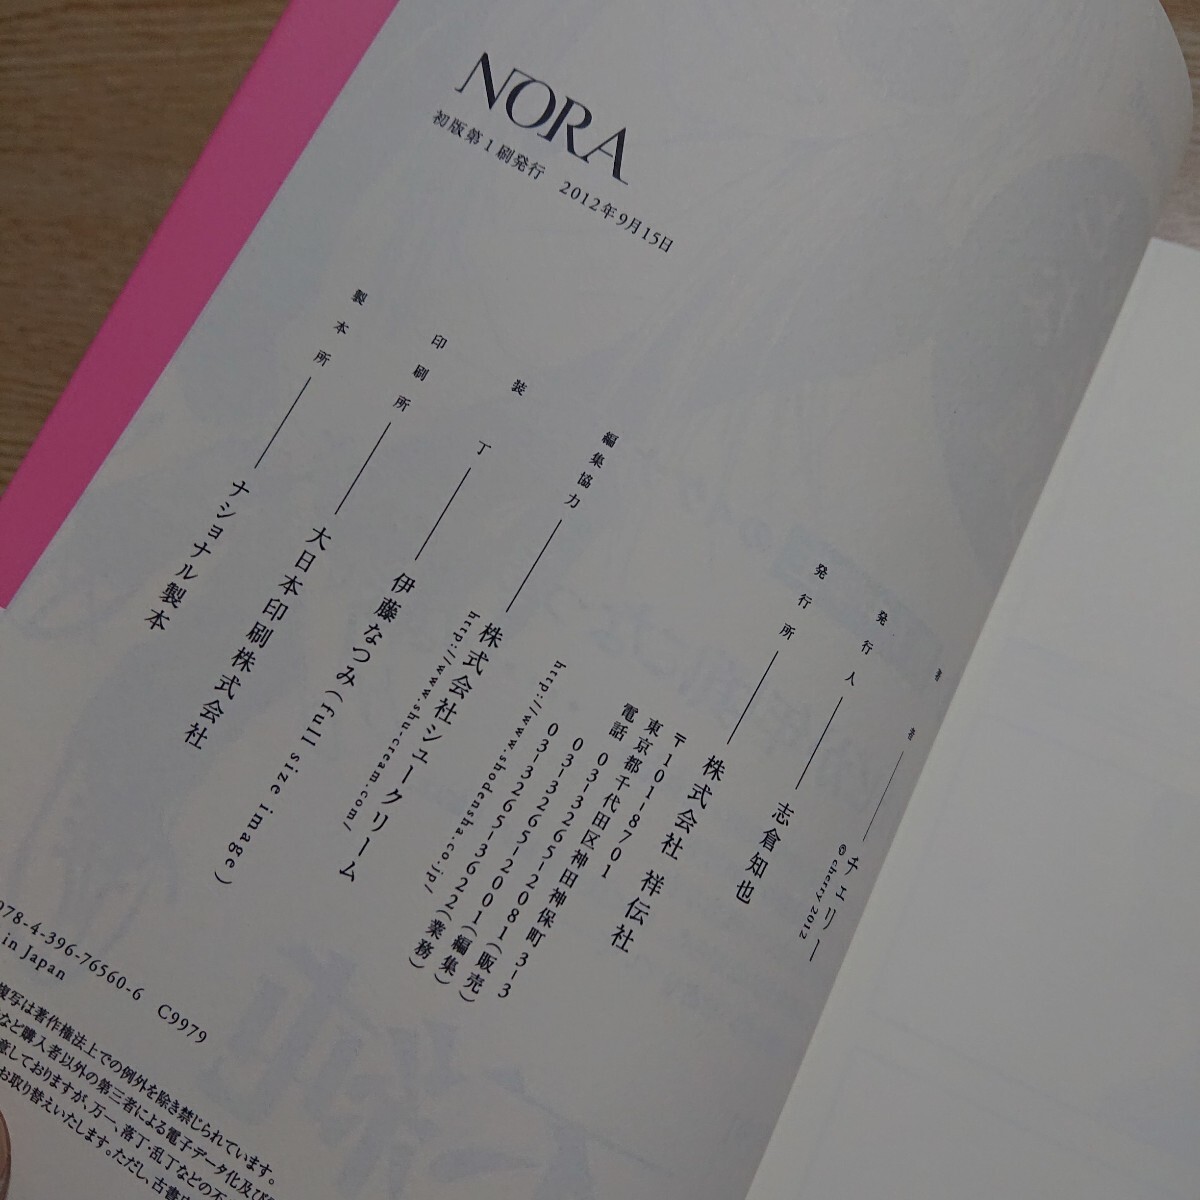 NORA
初版第1刷発行　2012年9月15日
著者――チェリー
© cherry 2012
発行人――志倉知也
発行所――株式会社 祥伝社
〒101-8701
東京都千代田区神田神保町3-3
電話 03-3265-2081(販売)
03-3265-2001(編集)
03-3265-3622(業務)
http://www.shodensha.co.jp/
編集協力――株式会社シュークリーム
http://www.shu-cream.com/
装丁――伊藤なつみ(full size image)
印刷所――大日本印刷株式会社
製本所――ナショナル製本
978-4-396-76560-6　C9979
in Japan
複写は著作権法上での例外を除き禁じられています。
など購入者以外の第三者による電子データ化及び
意しておりますが、万一、落丁・乱丁などの不
お取り替えいたします。ただし、古書